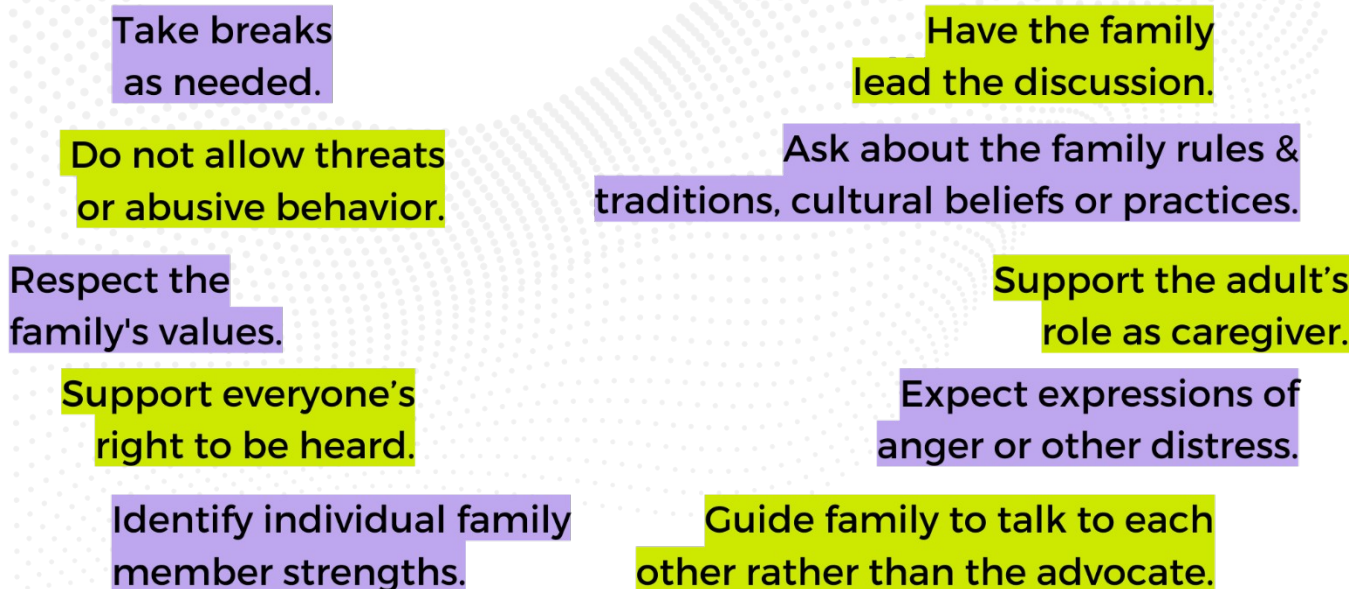 Take breaks
as needed.
Have the family
lead the discussion.
Do not allow threats
or abusive behavior.
Ask about the family rules &
traditions, cultural beliefs or practices.
Respect the
family's values.
Support the adult’s
role as caregiver.
Support everyone’s
right to be heard.
Expect expressions of
anger or other distress.
Identify individual family
member strengths.
Guide family to talk to each
other rather than the advocate.